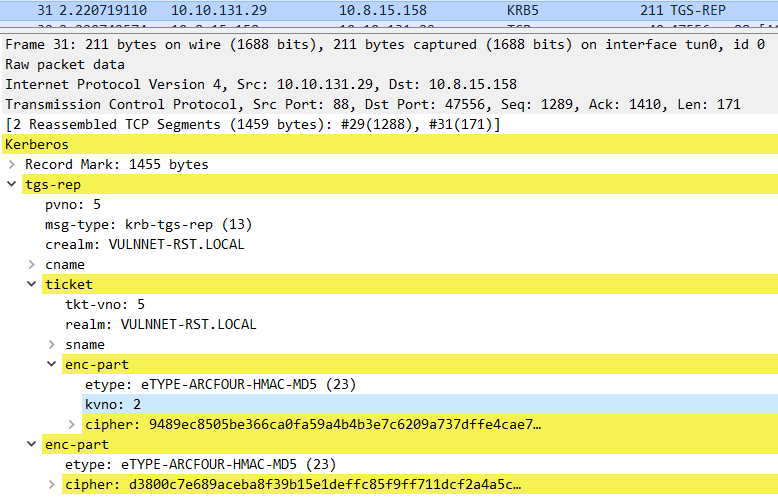 31 2.220719110 10.10.131.29 10.8.15.158 KRB5 211 TGS-REP
Frame 31: 211 bytes on wire (1688 bits), 211 bytes captured (1688 bits) on interface tun0, id 0
Raw packet data
Internet Protocol Version 4, Src: 10.10.131.29, Dst: 10.8.15.158
Transmission Control Protocol, Src Port: 88, Dst Port: 47556, Seq: 1289, Ack: 1410, Len: 171
[2 Reassembled TCP Segments (1459 bytes): #29(1288), #31(171)]
Kerberos
Record Mark: 1455 bytes
tgs-rep
pvno: 5
msg-type: krb-tgs-rep (13)
crealm: VULNNET-RST.LOCAL
cname
ticket
tkt-vno: 5
realm: VULNNET-RST.LOCAL
sname
enc-part
etype: eTYPE-ARCFOUR-HMAC-MD5 (23)
kvno: 2
cipher: 9489ec8505be366ca0fa59a4b4b3e7c6209a737dffe4cae7…
enc-part
etype: eTYPE-ARCFOUR-HMAC-MD5 (23)
cipher: d3800c7e689aceba8f39b15e1deffc85f9ff711dcf2a4a5c…